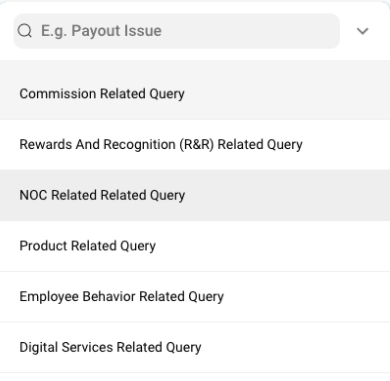 E.g. Payout Issue
Commission Related Query
Rewards And Recognition (R&R) Related Query
NOC Related Related Query
Product Related Query
Employee Behavior Related Query
Digital Services Related Query